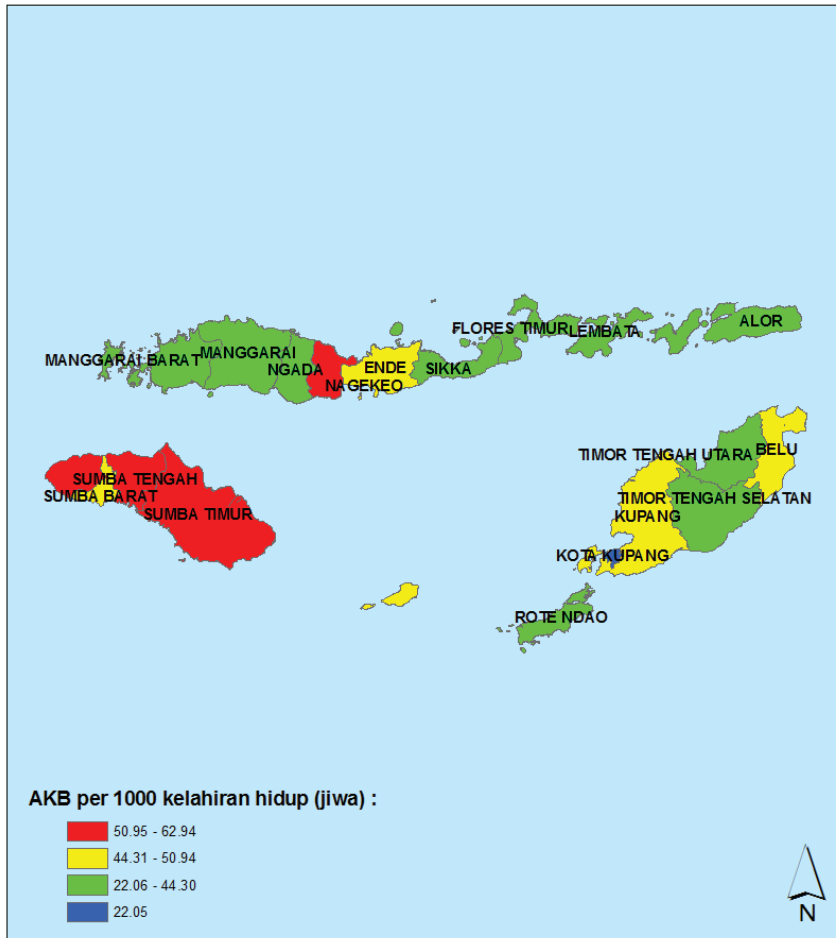 FLORES TIMUR
LEMBATA
ALOR
MANGGARAI BARAT
MANGGARAI
NGADA
ENDE
NAGEKEO
SIKKA
TIMOR TENGAH UTARA
BELU
SUMBA TENGAH
SUMBA BARAT
SUMBA TIMUR
TIMOR TENGAH SELATAN
KUPANG
KOTA KUPANG
ROTE NDAO
AKB per 1000 kelahiran hidup (jiwa) :
50.95 - 62.94
44.31 - 50.94
22.06 - 44.30
22.05
N